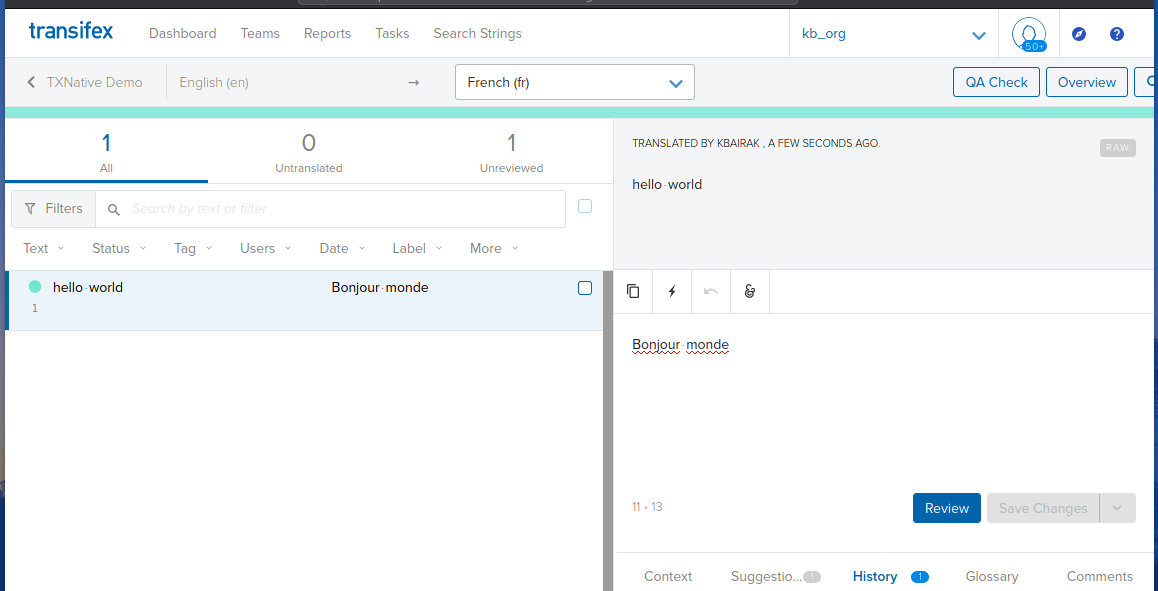 transifex Dashboard Teams Reports Tasks Search Strings kb_org 50+ ?
TXNative Demo English (en) → French (fr) QA Check Overview
1 0 1
All Untranslated Unreviewed
TRANSLATED BY KBAIRAK , A FEW SECONDS AGO. RAW
hello·world
Filters Search by text or filter
Text Status Tag Users Date Label More
hello·world Bonjour·monde
1
Bonjour·monde
11 · 13 Review Save Changes
Context Suggestio... 1 History 1 Glossary Comments